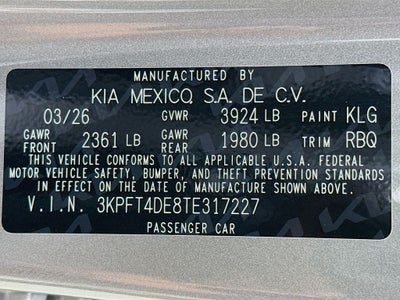 MANUFACTURED BY
KIA MEXICO, S.A. DE C.V.
03/26 GVWR 3924 LB PAINT KLG
GAWR FRONT 2361 LB GAWR REAR 1980 LB TRIM RBQ
THIS VEHICLE CONFORMS TO ALL APPLICABLE U.S.A. FEDERAL
MOTOR VEHICLE SAFETY, BUMPER, AND THEFT PREVENTION STANDARDS
IN EFFECT ON THE DATE OF MANUFACTURE SHOWN ABOVE.
V.I.N. 3KPFT4DE8TE317227
PASSENGER CAR